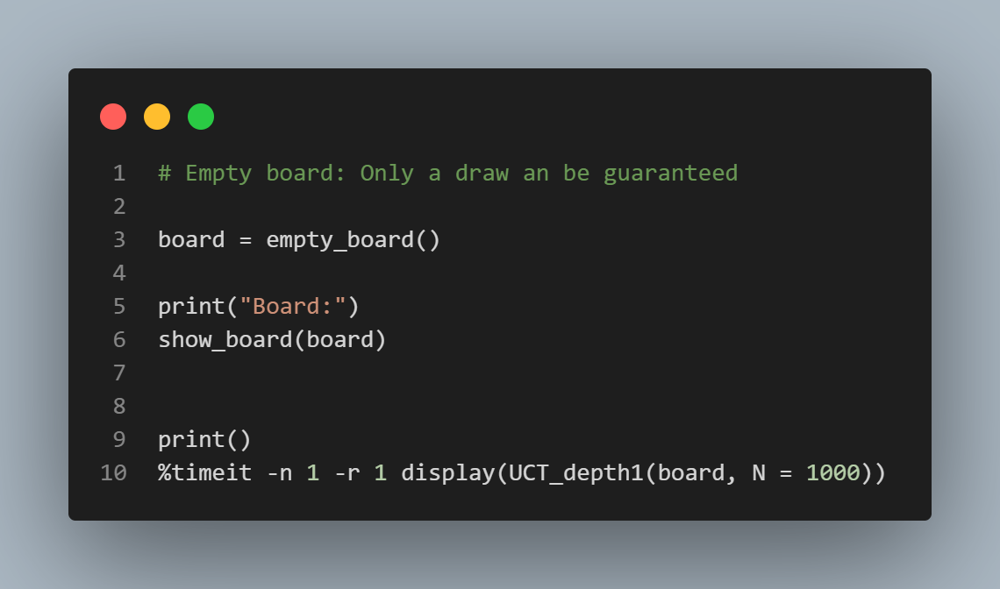 1 # Empty board: Only a draw an be guaranteed
2
3 board = empty_board()
4
5 print("Board:")
6 show_board(board)
7
8
9 print()
10 %timeit -n 1 -r 1 display(UCT_depth1(board, N = 1000))